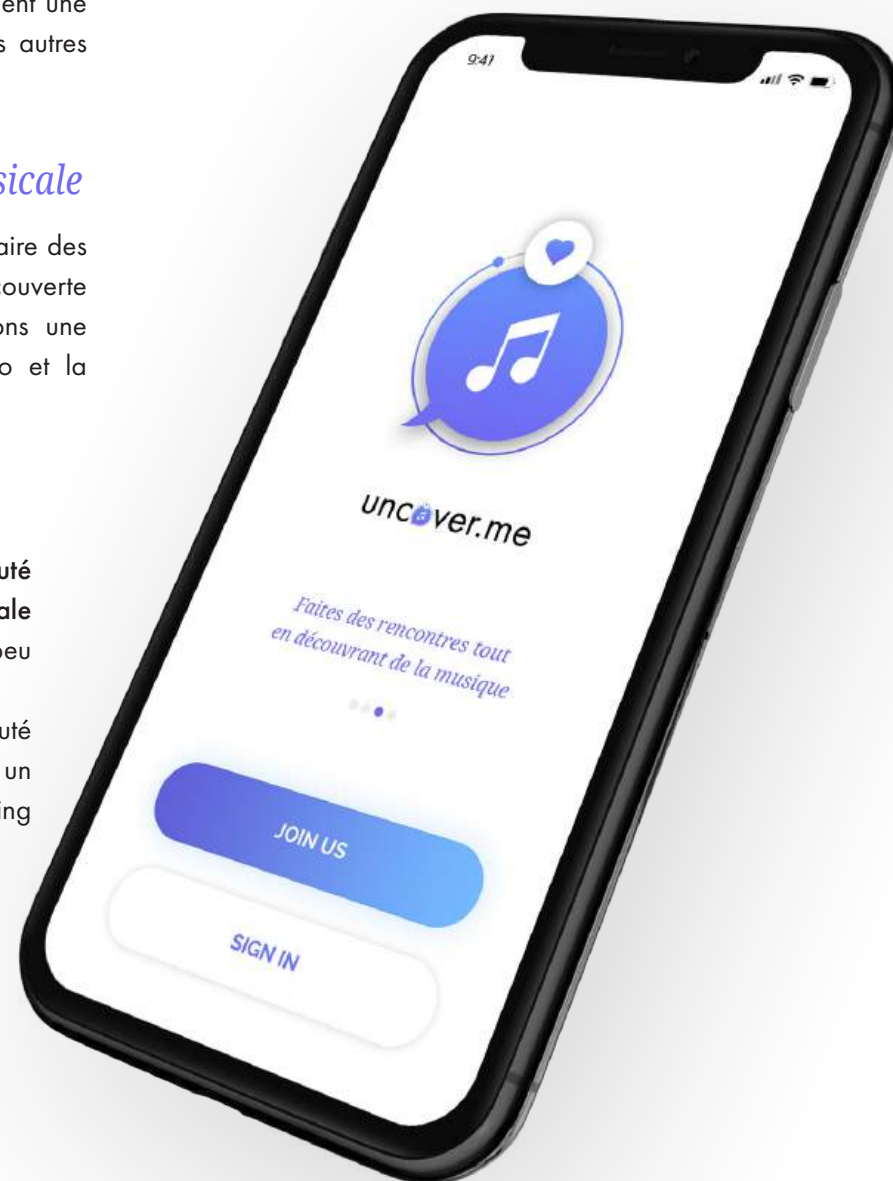 ent une
s autres
sicale
aire des
couverte
ons une
o et la
uté
ale
peu
uté
un
ing
9:41
uncover.me
Faites des rencontres tout
en découvrant de la musique
JOIN US
SIGN IN